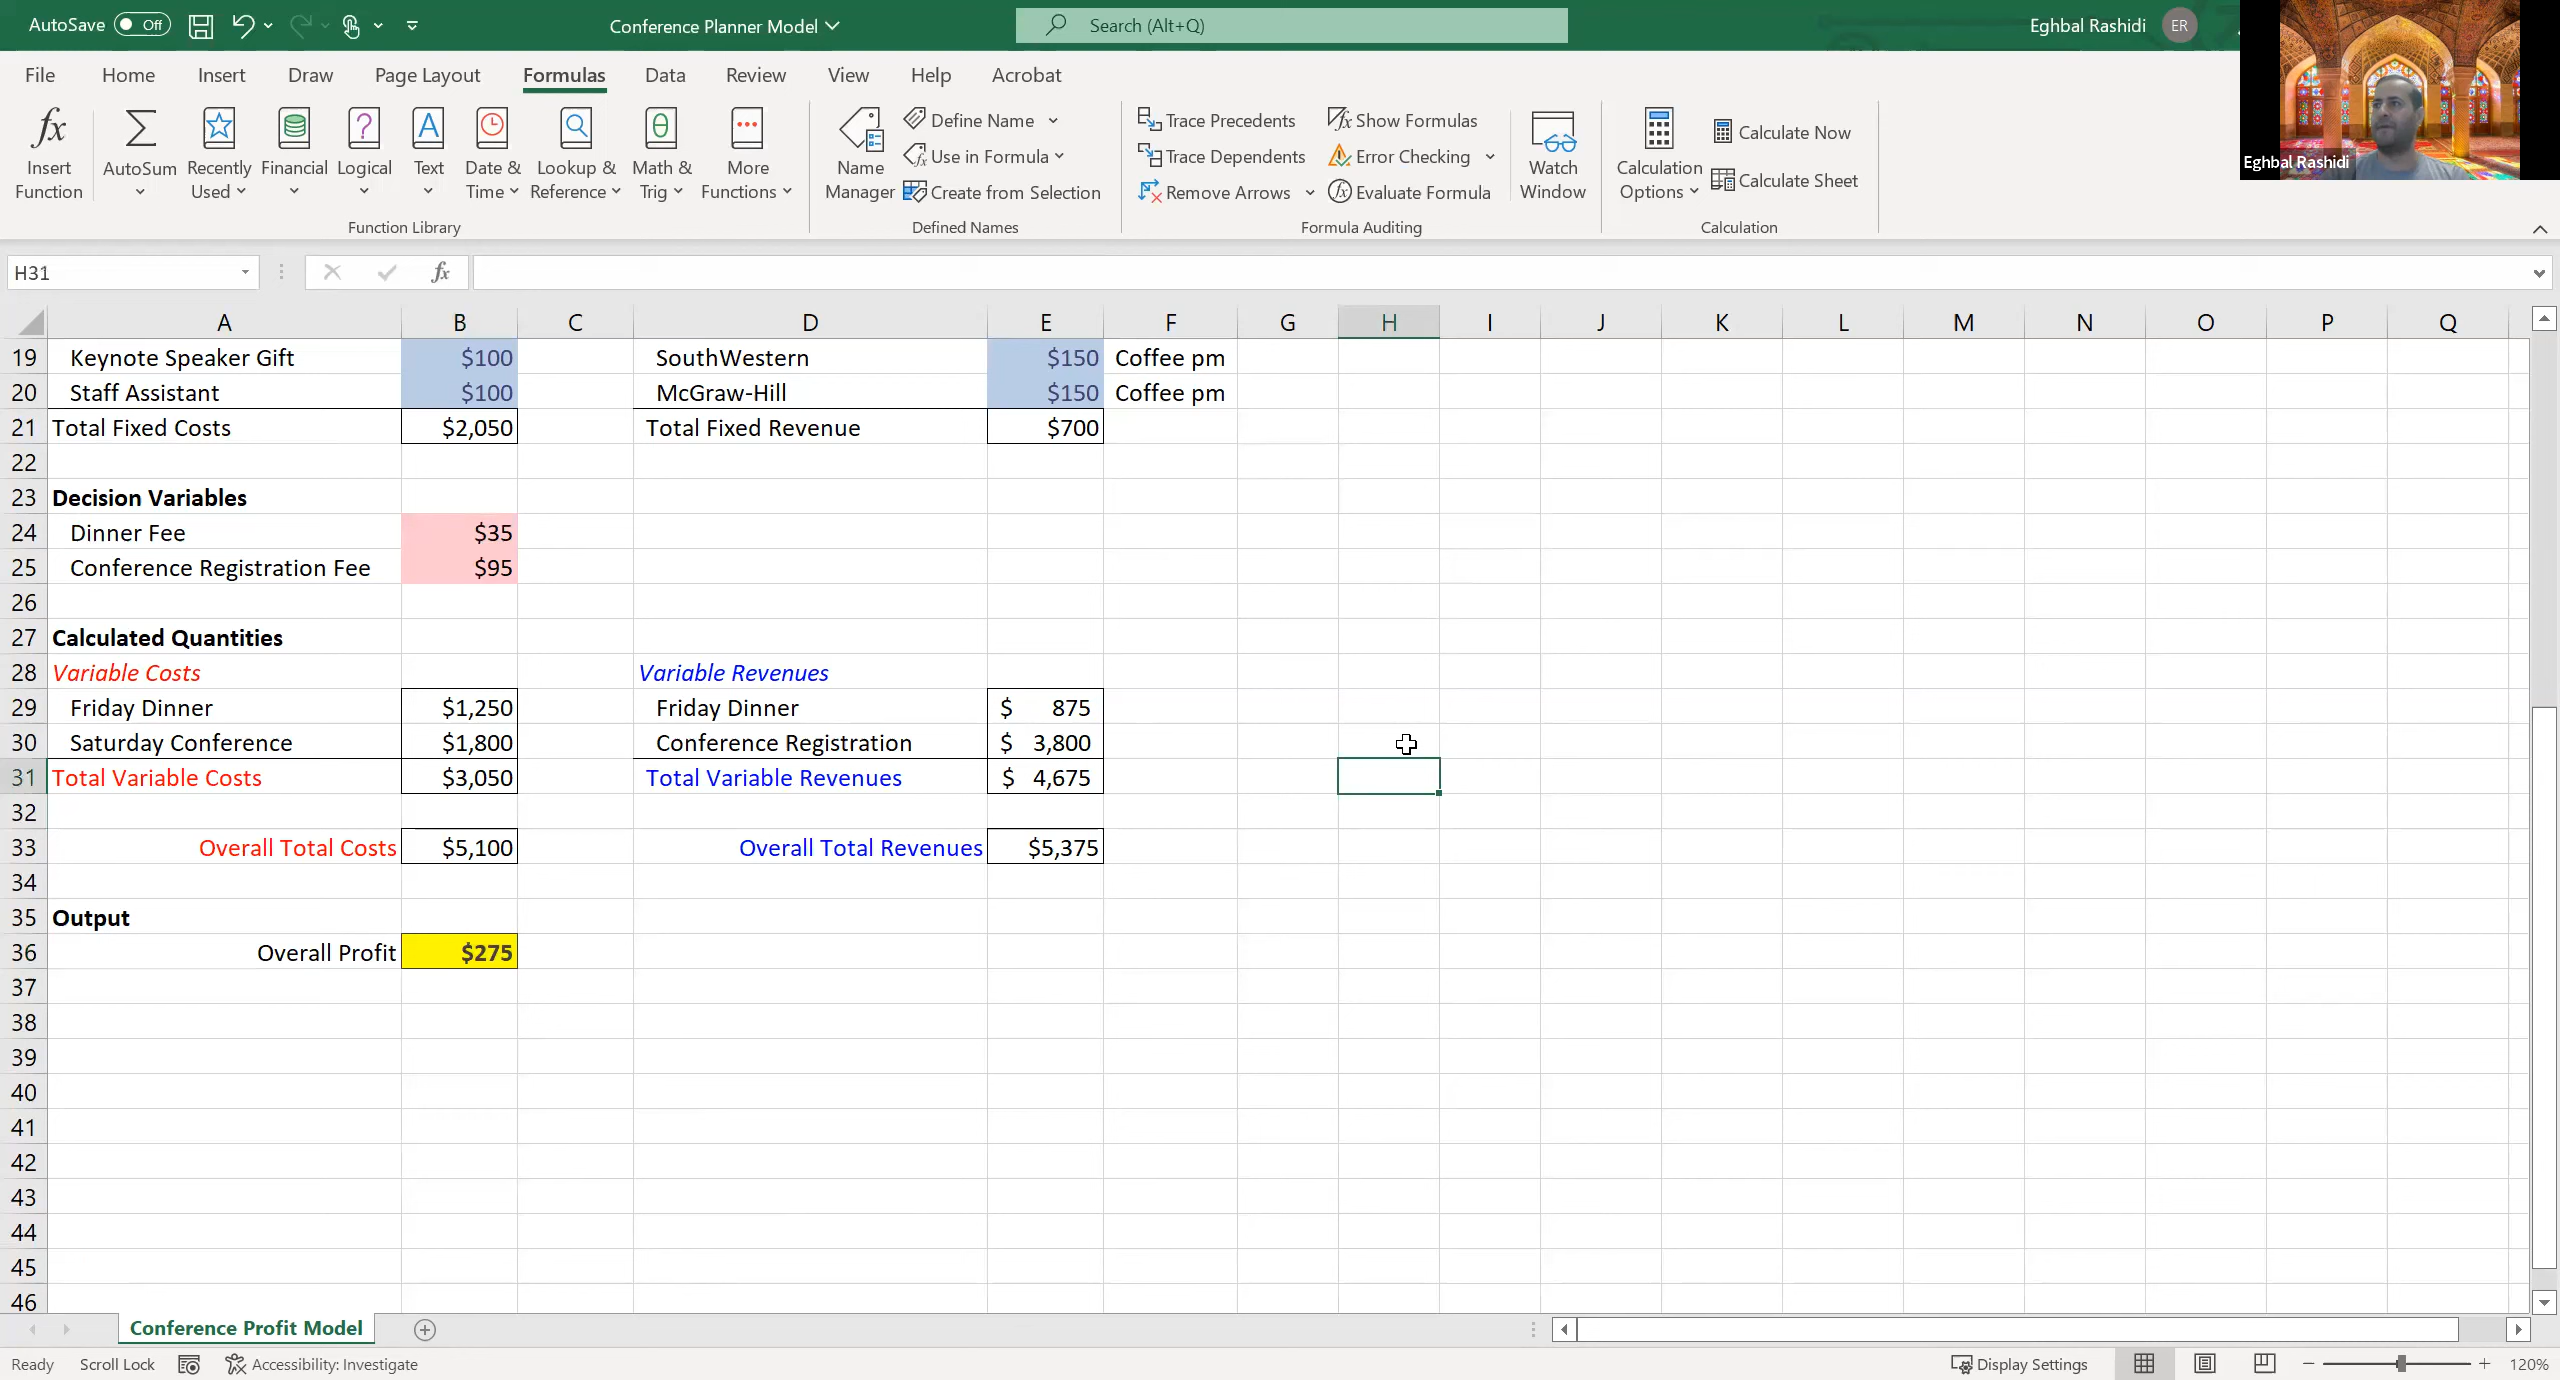 AutoSave Off Conference Planner Model Search (Alt+Q) Eghbal Rashidi ER
File Home Insert Draw Page Layout Formulas Data Review View Help Acrobat
Insert Function AutoSum Recently Used Financial Logical Text Date & Time Lookup & Reference Math & Trig More Functions
Function Library
Name Manager Define Name Use in Formula Create from Selection
Defined Names
Trace Precedents Show Formulas
Trace Dependents Error Checking
Remove Arrows Evaluate Formula
Watch Window
Formula Auditing
Calculation Options Calculate Now Calculate Sheet
Calculation
Eghbal Rashidi
H31 fx
A B C D E F G H I J K L M N O P Q
19 Keynote Speaker Gift $100 SouthWestern $150 Coffee pm
20 Staff Assistant $100 McGraw-Hill $150 Coffee pm
21 Total Fixed Costs $2,050 Total Fixed Revenue $700
22
23 Decision Variables
24 Dinner Fee $35
25 Conference Registration Fee $95
26
27 Calculated Quantities
28 Variable Costs Variable Revenues
29 Friday Dinner $1,250 Friday Dinner $ 875
30 Saturday Conference $1,800 Conference Registration $ 3,800
31 Total Variable Costs $3,050 Total Variable Revenues $ 4,675
32
33 Overall Total Costs $5,100 Overall Total Revenues $5,375
34
35 Output
36 Overall Profit $275
37
38
39
40
41
42
43
44
45
46
Conference Profit Model
Ready Scroll Lock Accessibility: Investigate Display Settings 120%